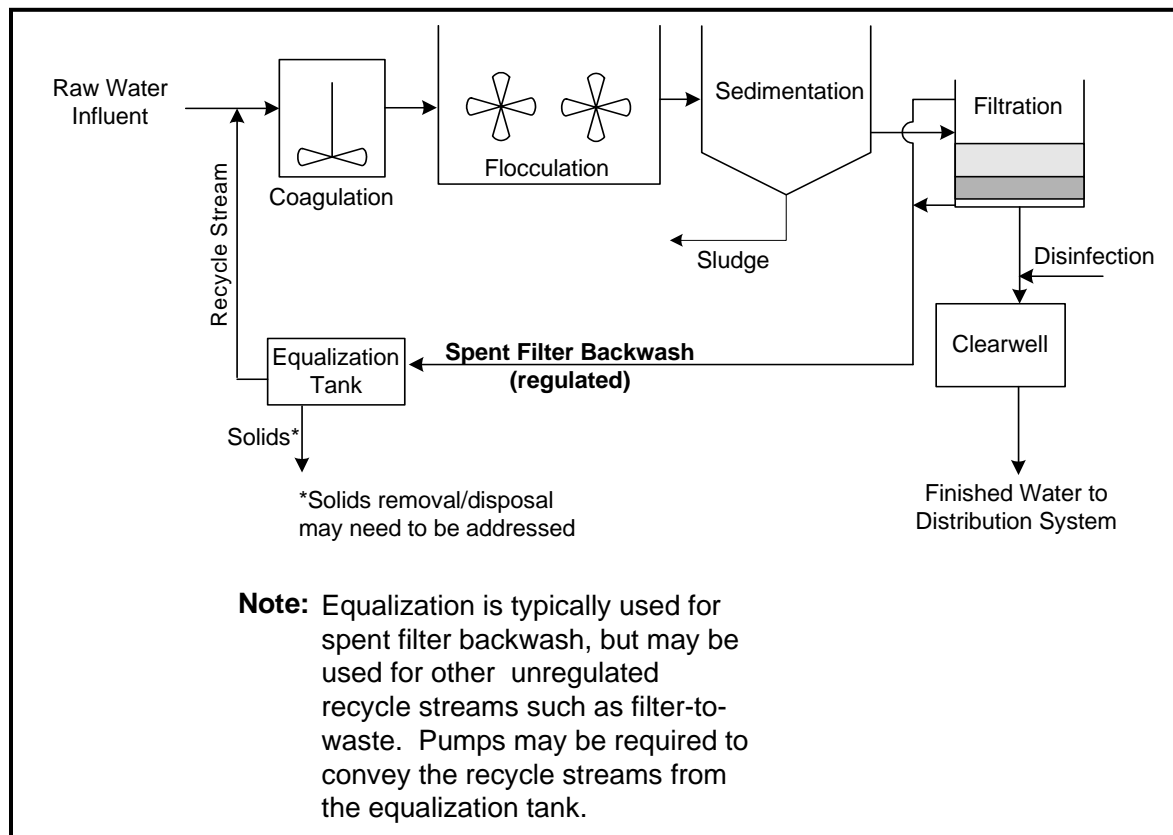 Raw Water
Influent
Coagulation
Flocculation
Sedimentation
Filtration
Sludge
Disinfection
Recycle Stream
Equalization
Tank
Spent Filter Backwash
(regulated)
Clearwell
Solids*
*Solids removal/disposal
may need to be addressed
Finished Water to
Distribution System
Note: Equalization is typically used for
spent filter backwash, but may be
used for other unregulated
recycle streams such as filter-to-
waste. Pumps may be required to
convey the recycle streams from
the equalization tank.